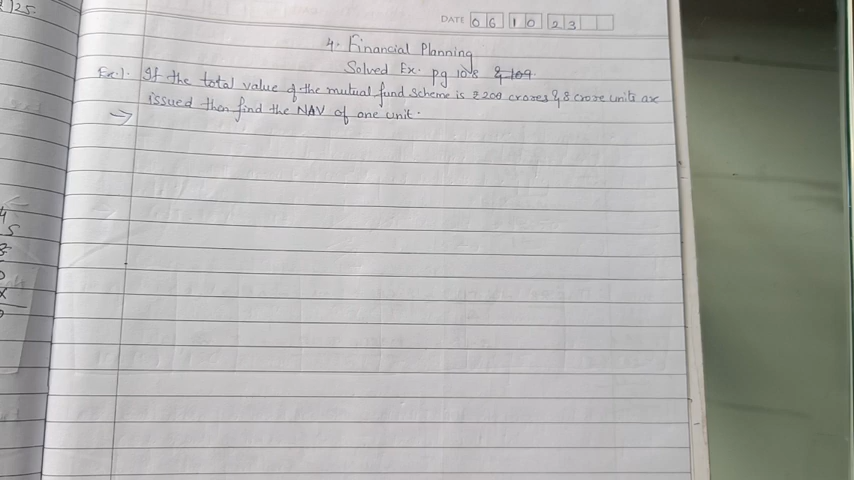 DATE 0 6 1 0 2 3
4. Financial Planning
Solved Ex. pg 108 & 109.
Ex.1. If the total value of the mutual fund scheme is ₹200 crores & 8 crore units are
issued then find the NAV of one unit.
→